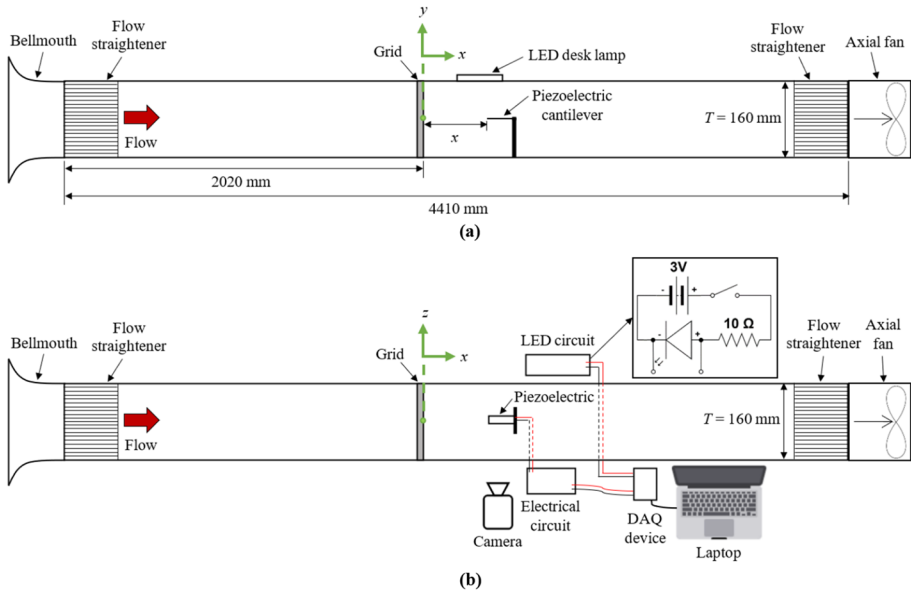 y
Flow
straightener
Bellmouth
Grid
x
LED desk lamp
Flow
straightener
Axial fan
Piezoelectric
cantilever
Flow
x
T = 160 mm
2020 mm
4410 mm
(a)
3V
- +
10 Ω
- +
z
Flow
straightener
Bellmouth
Grid
x
LED circuit
Flow
straightener
Axial
fan
Piezoelectric
Flow
T = 160 mm
Electrical
circuit
Camera
DAQ
device
Laptop
(b)